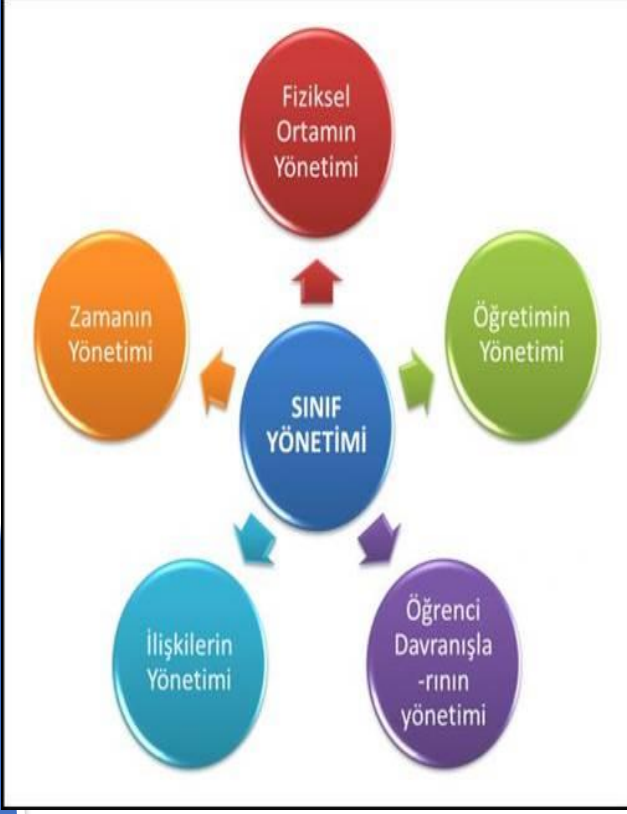 Fiziksel
Ortamın
Yönetimi
Zamanın
Yönetimi
Öğretimin
Yönetimi
SINIF
YÖNETİMİ
İlişkilerin
Yönetimi
Öğrenci
Davranışla
-rının
yönetimi